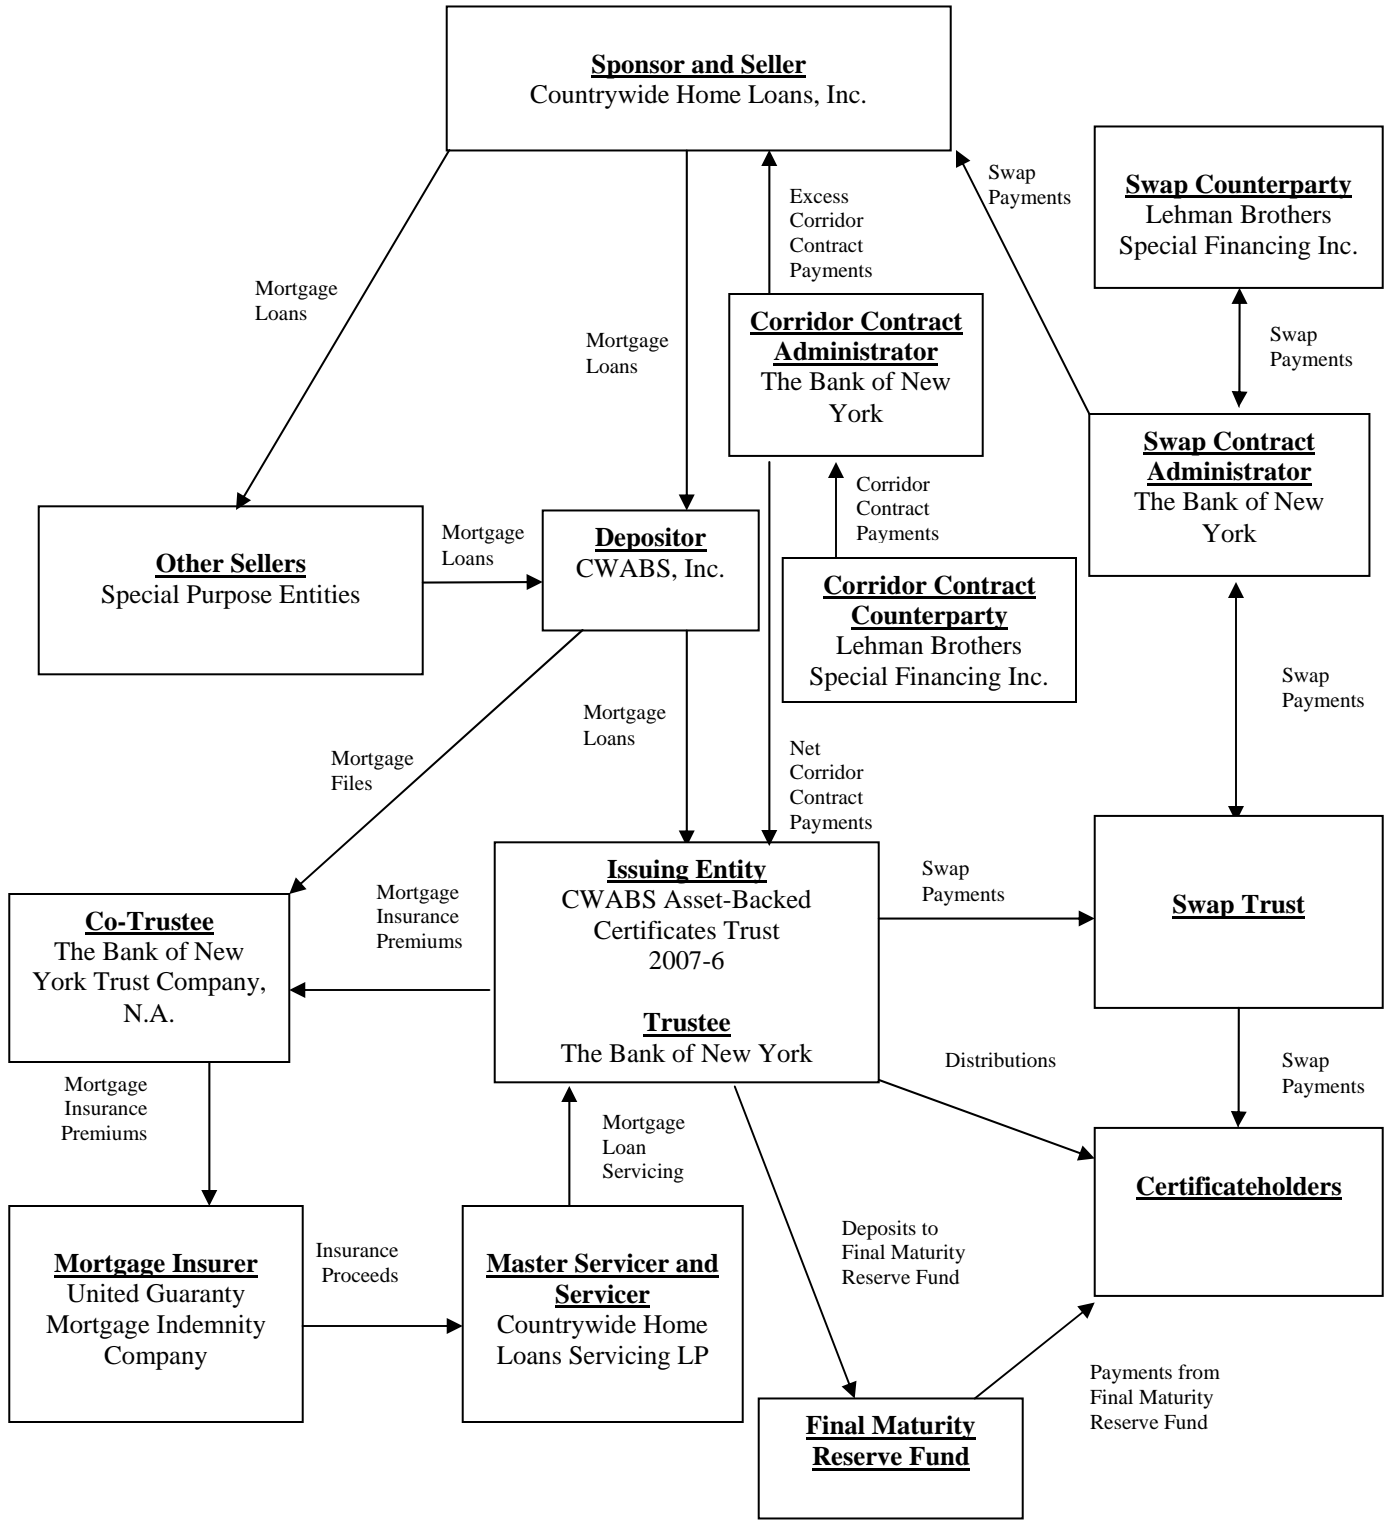 Sponsor and Seller
Countrywide Home Loans, Inc.
Swap
Payments
Swap Counterparty
Lehman Brothers
Special Financing Inc.
Excess
Corridor
Contract
Payments
Mortgage
Loans
Mortgage
Loans
Corridor Contract
Administrator
The Bank of New
York
Swap
Payments
Swap Contract
Administrator
The Bank of New
York
Corridor
Contract
Payments
Other Sellers
Special Purpose Entities
Mortgage
Loans
Depositor
CWABS, Inc.
Corridor Contract
Counterparty
Lehman Brothers
Special Financing Inc.
Swap
Payments
Mortgage
Files
Mortgage
Loans
Net
Corridor
Contract
Payments
Co-Trustee
The Bank of New
York Trust Company,
N.A.
Mortgage
Insurance
Premiums
Issuing Entity
CWABS Asset-Backed
Certificates Trust
2007-6
Trustee
The Bank of New York
Swap
Payments
Swap Trust
Distributions
Swap
Payments
Mortgage
Insurance
Premiums
Mortgage
Loan
Servicing
Certificateholders
Mortgage Insurer
United Guaranty
Mortgage Indemnity
Company
Insurance
Proceeds
Master Servicer and
Servicer
Countrywide Home
Loans Servicing LP
Deposits to
Final Maturity
Reserve Fund
Payments from
Final Maturity
Reserve Fund
Final Maturity
Reserve Fund